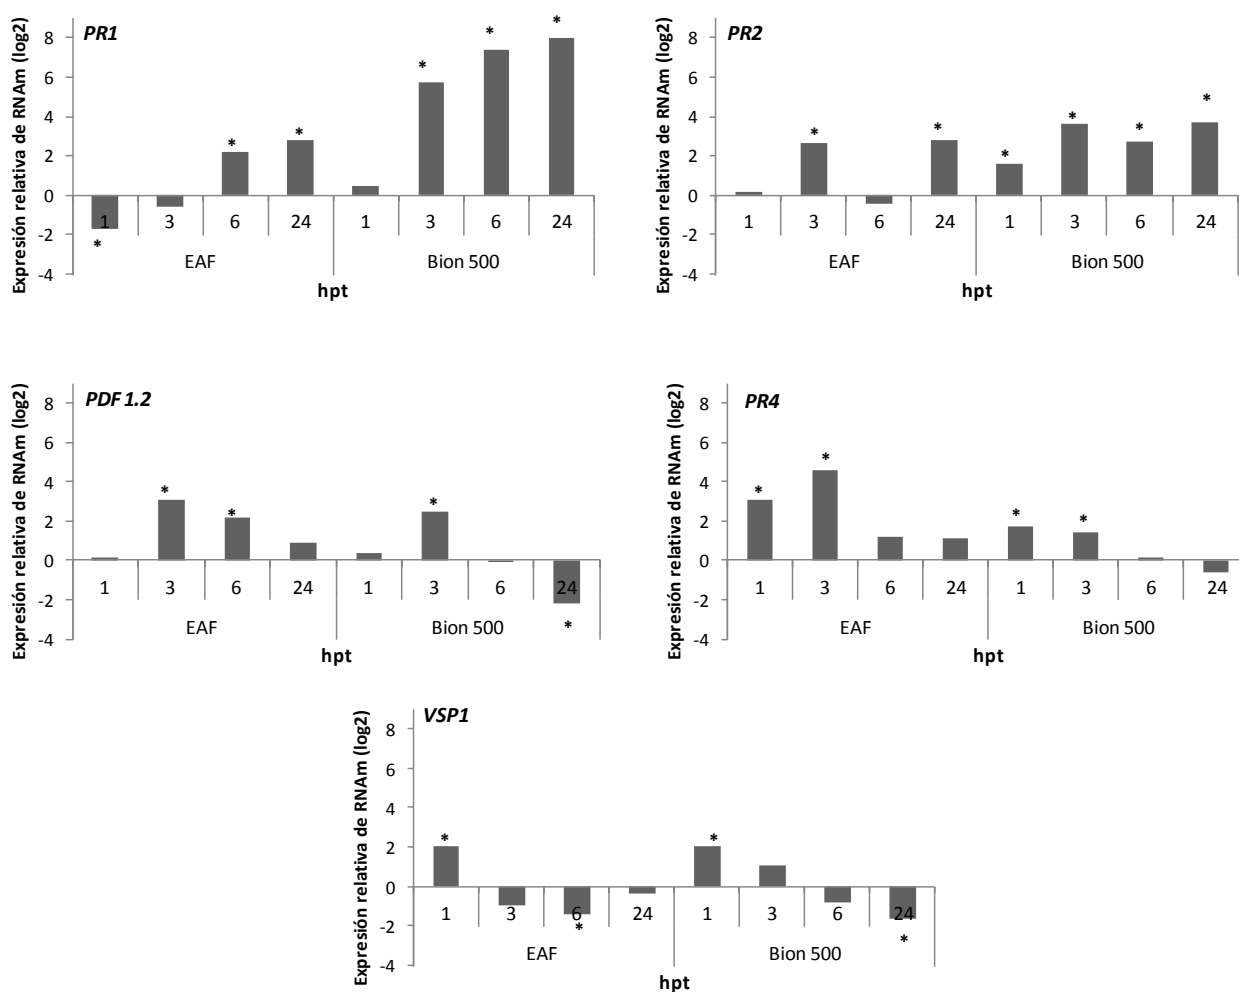 PR1
Expresión relativa de RNAm (log2)
8
6
4
2
0
-2
-4
* * * * * *
1 3 6 24 1 3 6 24
EAF Bion 500
hpt
PR2
Expresión relativa de RNAm (log2)
8
6
4
2
0
-2
-4
* * * * * *
1 3 6 24 1 3 6 24
EAF Bion 500
hpt
PDF 1.2
Expresión relativa de RNAm (log2)
8
6
4
2
0
-2
-4
* * * *
1 3 6 24 1 3 6 24
EAF Bion 500
hpt
PR4
Expresión relativa de RNAm (log2)
8
6
4
2
0
-2
-4
* * * *
1 3 6 24 1 3 6 24
EAF Bion 500
hpt
VSP1
Expresión relativa de RNAm (log2)
8
6
4
2
0
-2
-4
* * * *
1 3 6 24 1 3 6 24
EAF Bion 500
hpt